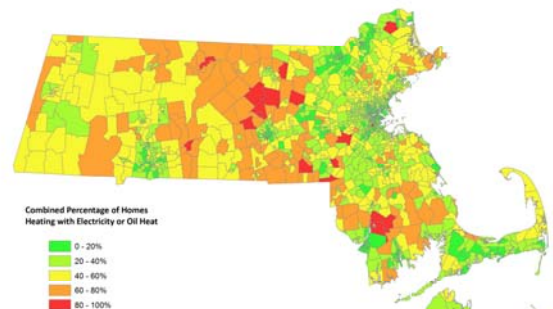 Combined Percentage of Homes
Heating with Electricity or Oil Heat
0 - 20%
20 - 40%
40 - 60%
60 - 80%
80 - 100%